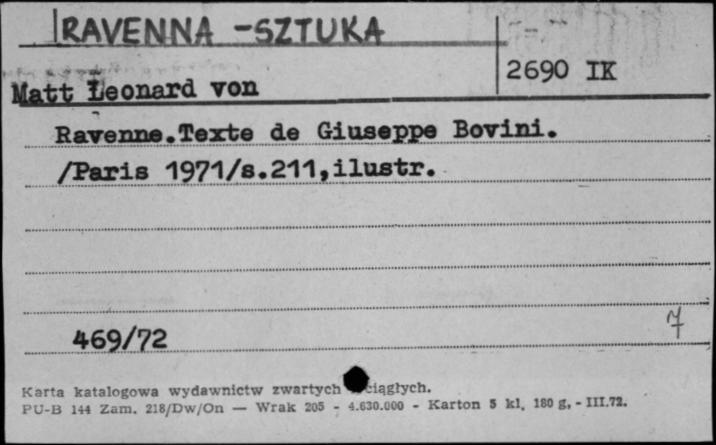 RAVENNA -SZTUKA
2690 IK
Matt Leonard von
Ravenne.Texte de Giuseppe Bovini.
/Paris 1971/s.211,ilustr.
7
469/72
Karta katalogowa wydawnictw zwartych ciągłych.
PU-B 144 Zam. 218/Dw/On — Wrak 205 - 4.630.000 - Karton 5 kl. 180 g. - III.72.